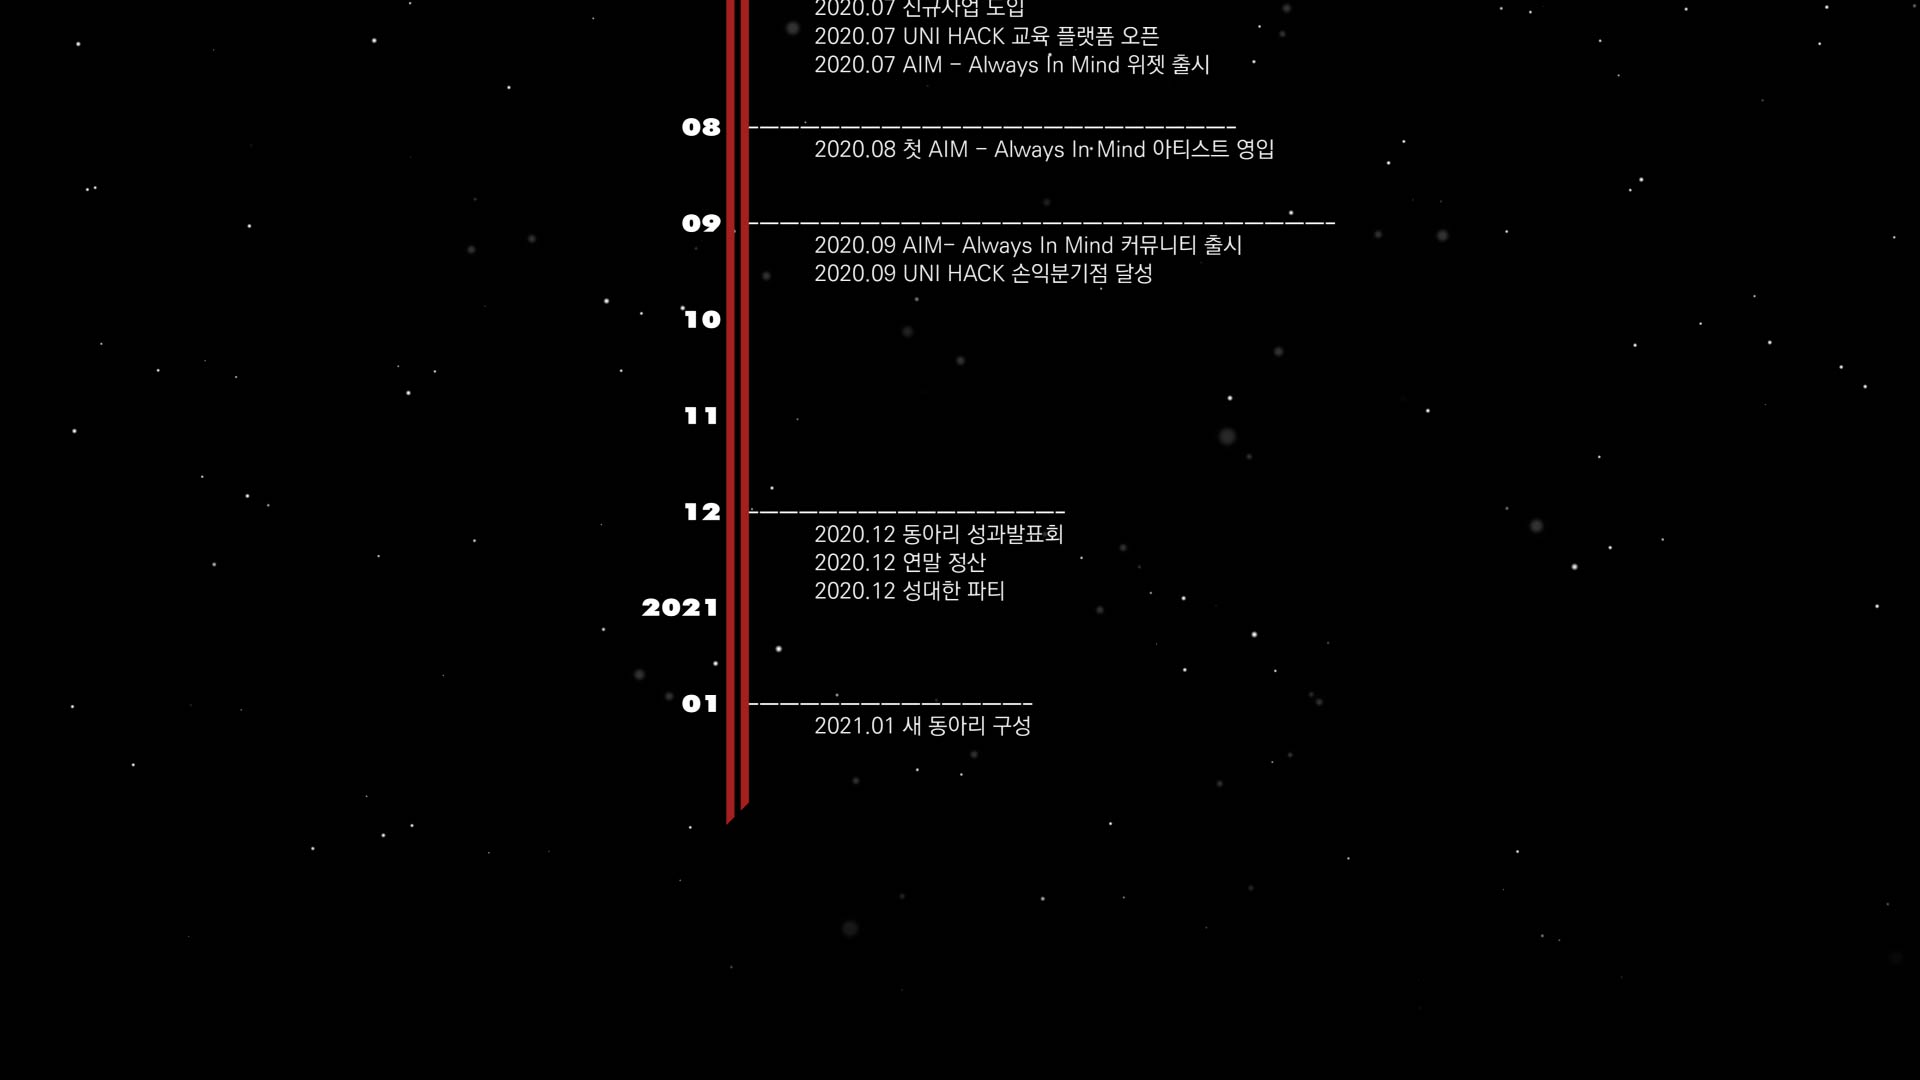 2020.07 신규사업 도입
2020.07 UNI HACK 교육 플랫폼 오픈
2020.07 AIM - Always In Mind 위젯 출시
08
2020.08 첫 AIM - Always In Mind 아티스트 영입
09
2020.09 AIM- Always In Mind 커뮤니티 출시
2020.09 UNI HACK 손익분기점 달성
10
11
12
2020.12 동아리 성과발표회
2020.12 연말 정산
2020.12 성대한 파티
2021
01
2021.01 새 동아리 구성